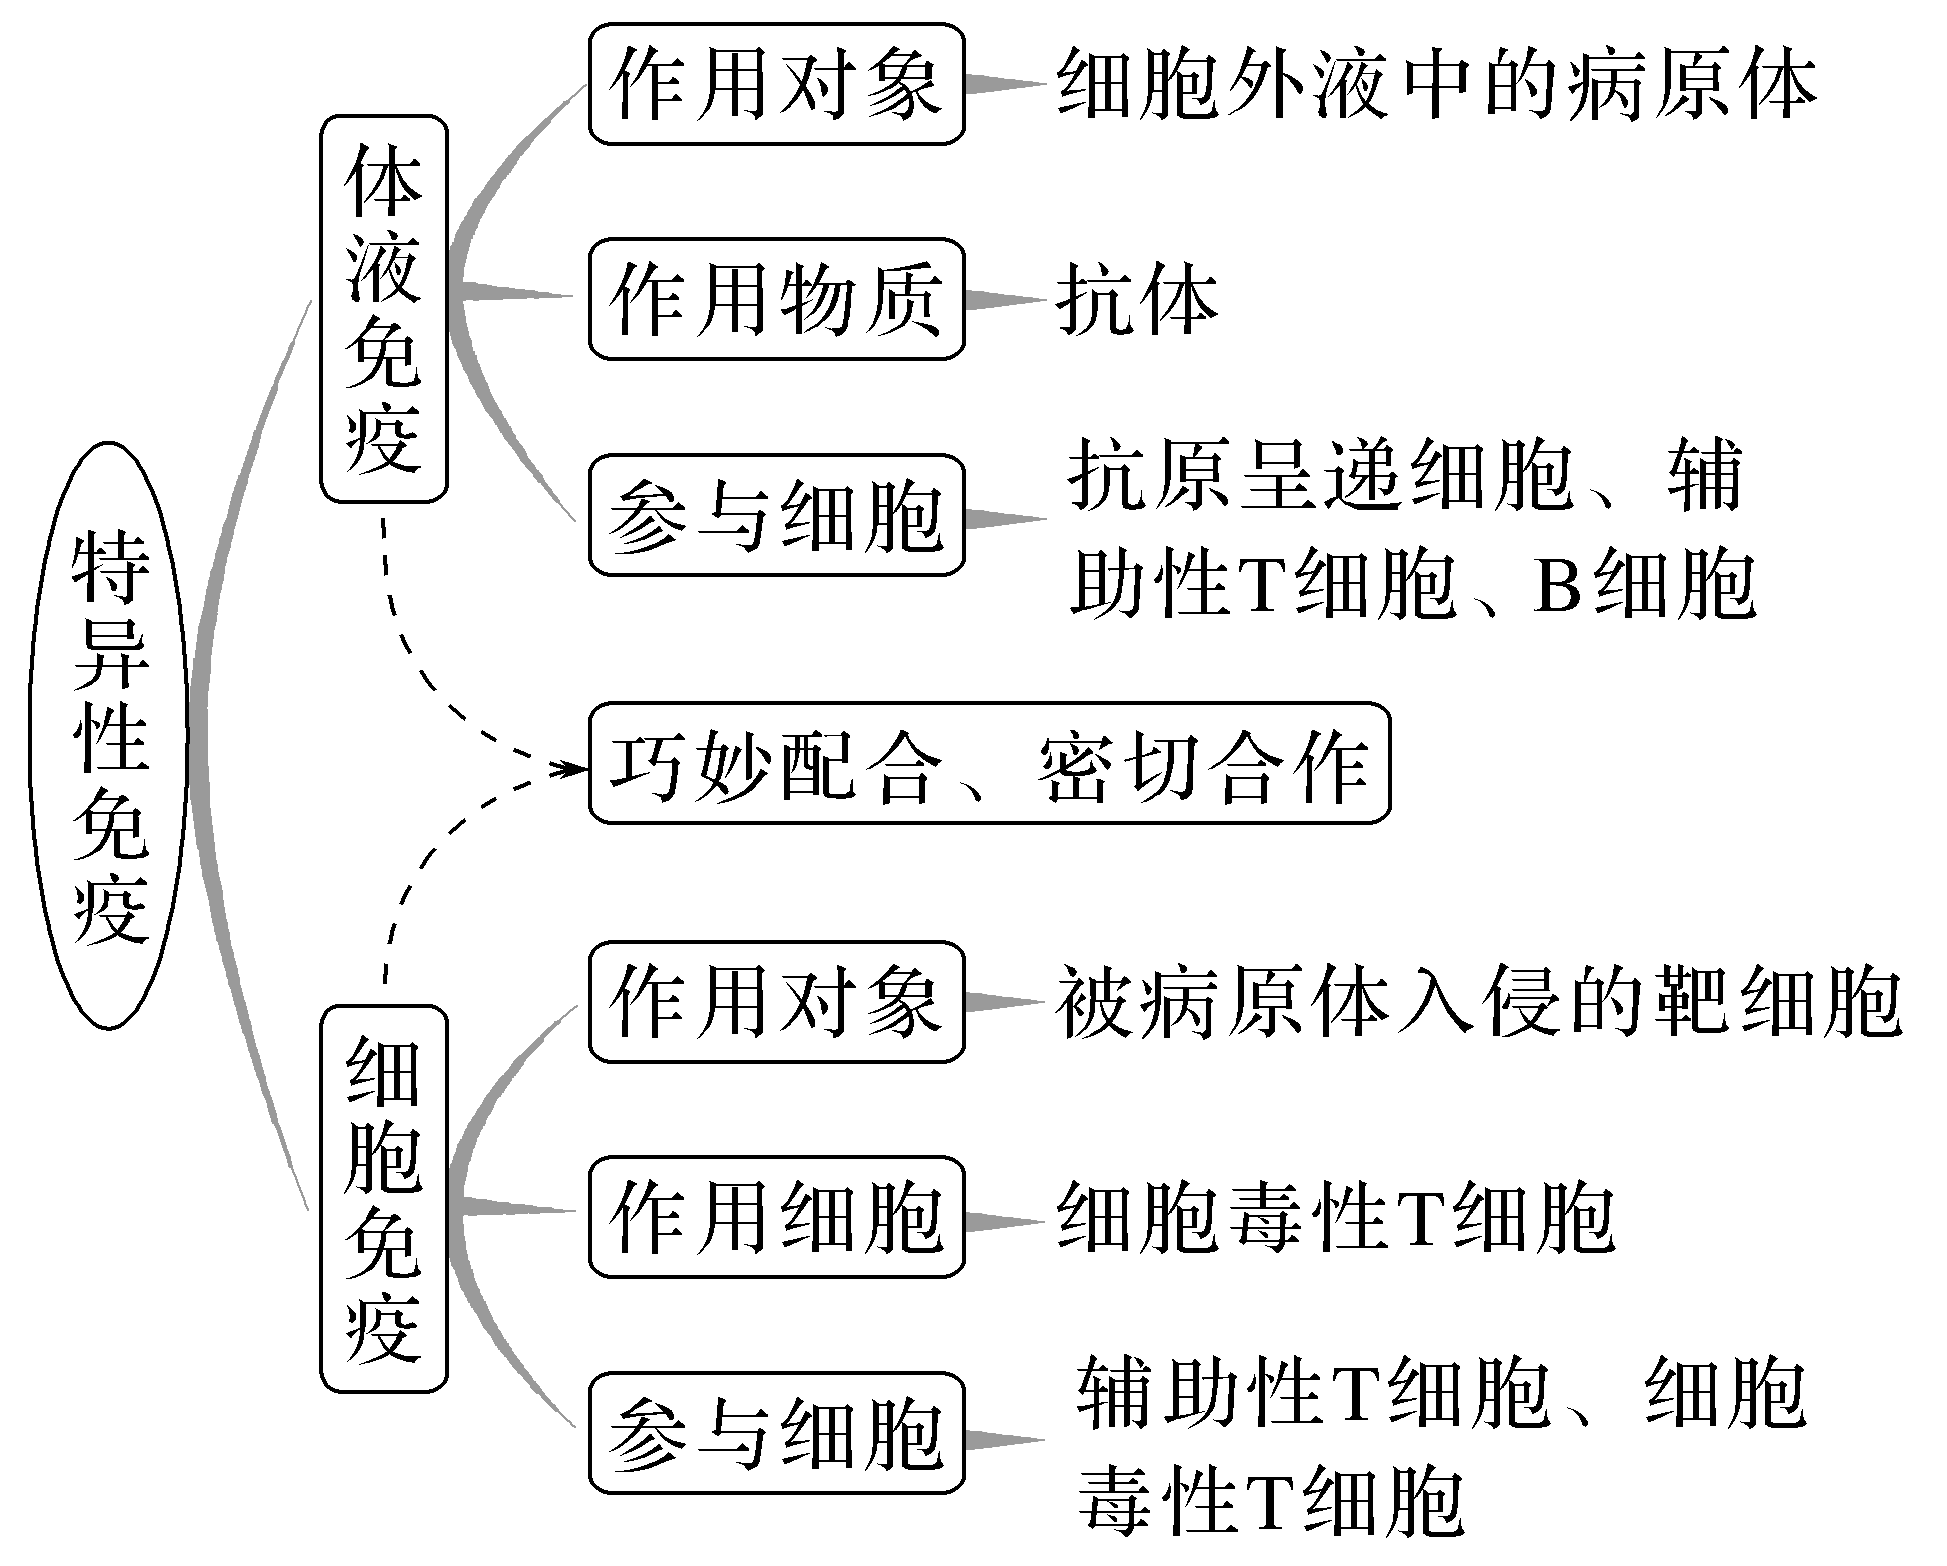 特异性免疫
体液免疫
作用对象
细胞外液中的病原体
作用物质
抗体
参与细胞
抗原呈递细胞、辅
助性T细胞、B细胞
巧妙配合、密切合作
细胞免疫
作用对象
被病原体入侵的靶细胞
作用细胞
细胞毒性T细胞
参与细胞
辅助性T细胞、细胞
毒性T细胞